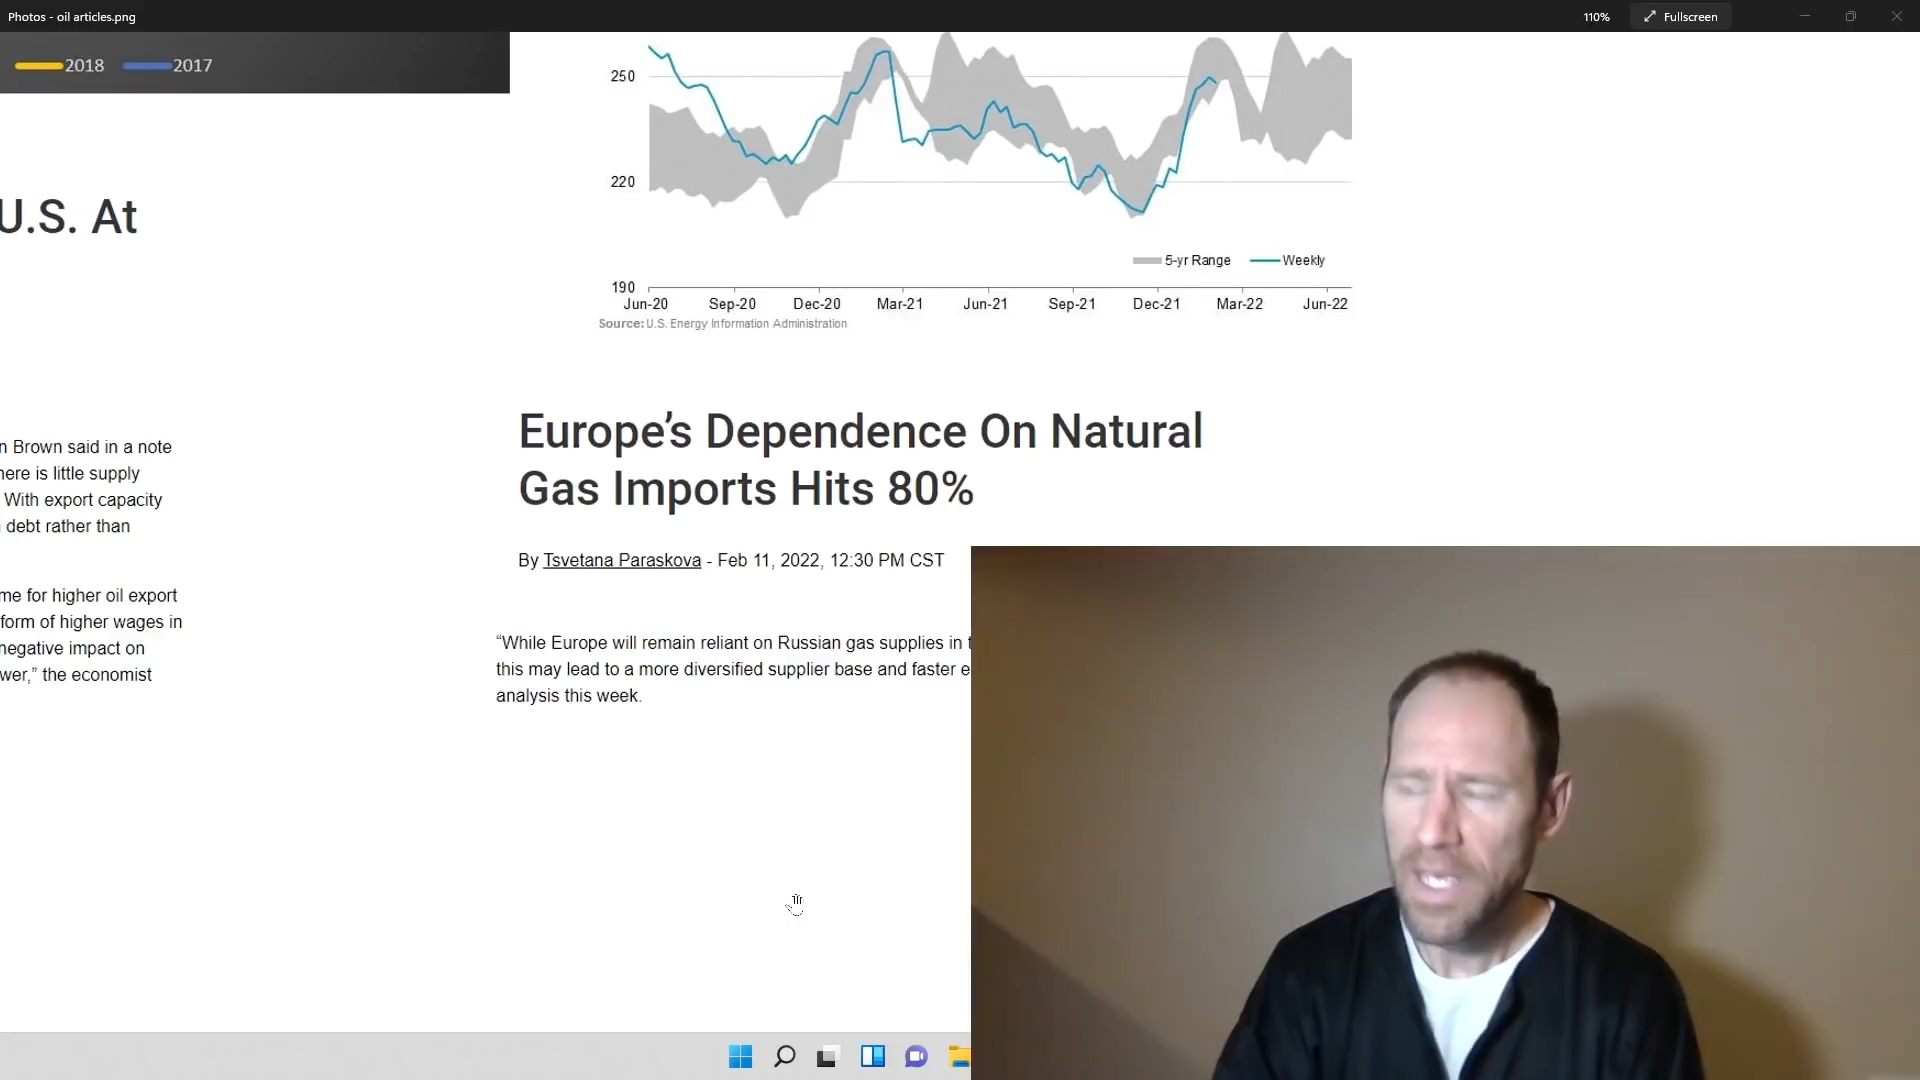 Photos - oil articles.png
110%
Fullscreen
2018
2017
U.S. At
n Brown said in a note
here is little supply
With export capacity
debt rather than
me for higher oil export
form of higher wages in
negative impact on
wer,” the economist
250
220
190
5-yr Range
Weekly
Jun-20 Sep-20 Dec-20 Mar-21 Jun-21 Sep-21 Dec-21 Mar-22 Jun-22
Source: U.S. Energy Information Administration
Europe’s Dependence On Natural
Gas Imports Hits 80%
By Tsvetana Paraskova - Feb 11, 2022, 12:30 PM CST
“While Europe will remain reliant on Russian gas supplies in t
this may lead to a more diversified supplier base and faster e
analysis this week.